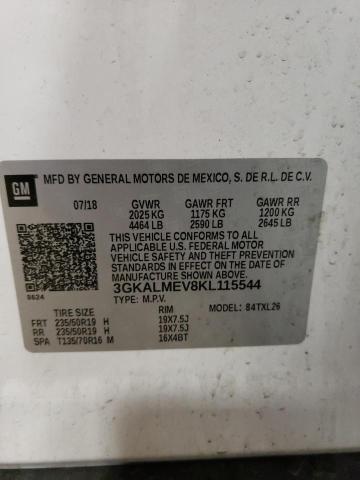 GM
MFD BY GENERAL MOTORS DE MEXICO, S. DE R.L. DE C.V.
07/18 GVWR GAWR FRT GAWR RR
2025 KG 1175 KG 1200 KG
4464 LB 2590 LB 2645 LB
THIS VEHICLE CONFORMS TO ALL
APPLICABLE U.S. FEDERAL MOTOR
VEHICLE SAFETY, BUMPER, AND THEFT
PREVENTION STANDARDS IN EFFECT ON
THE DATE OF MANUFACTURE SHOWN
ABOVE.
3GKALMEV8KL115544
8624 TYPE: M.P.V.
MODEL: 84TXL26
TIRE SIZE RIM
FRT 235/50R19 H 19X7.5J
RR 235/50R19 H 19X7.5J
SPA T135/70R16 M 16X4BT